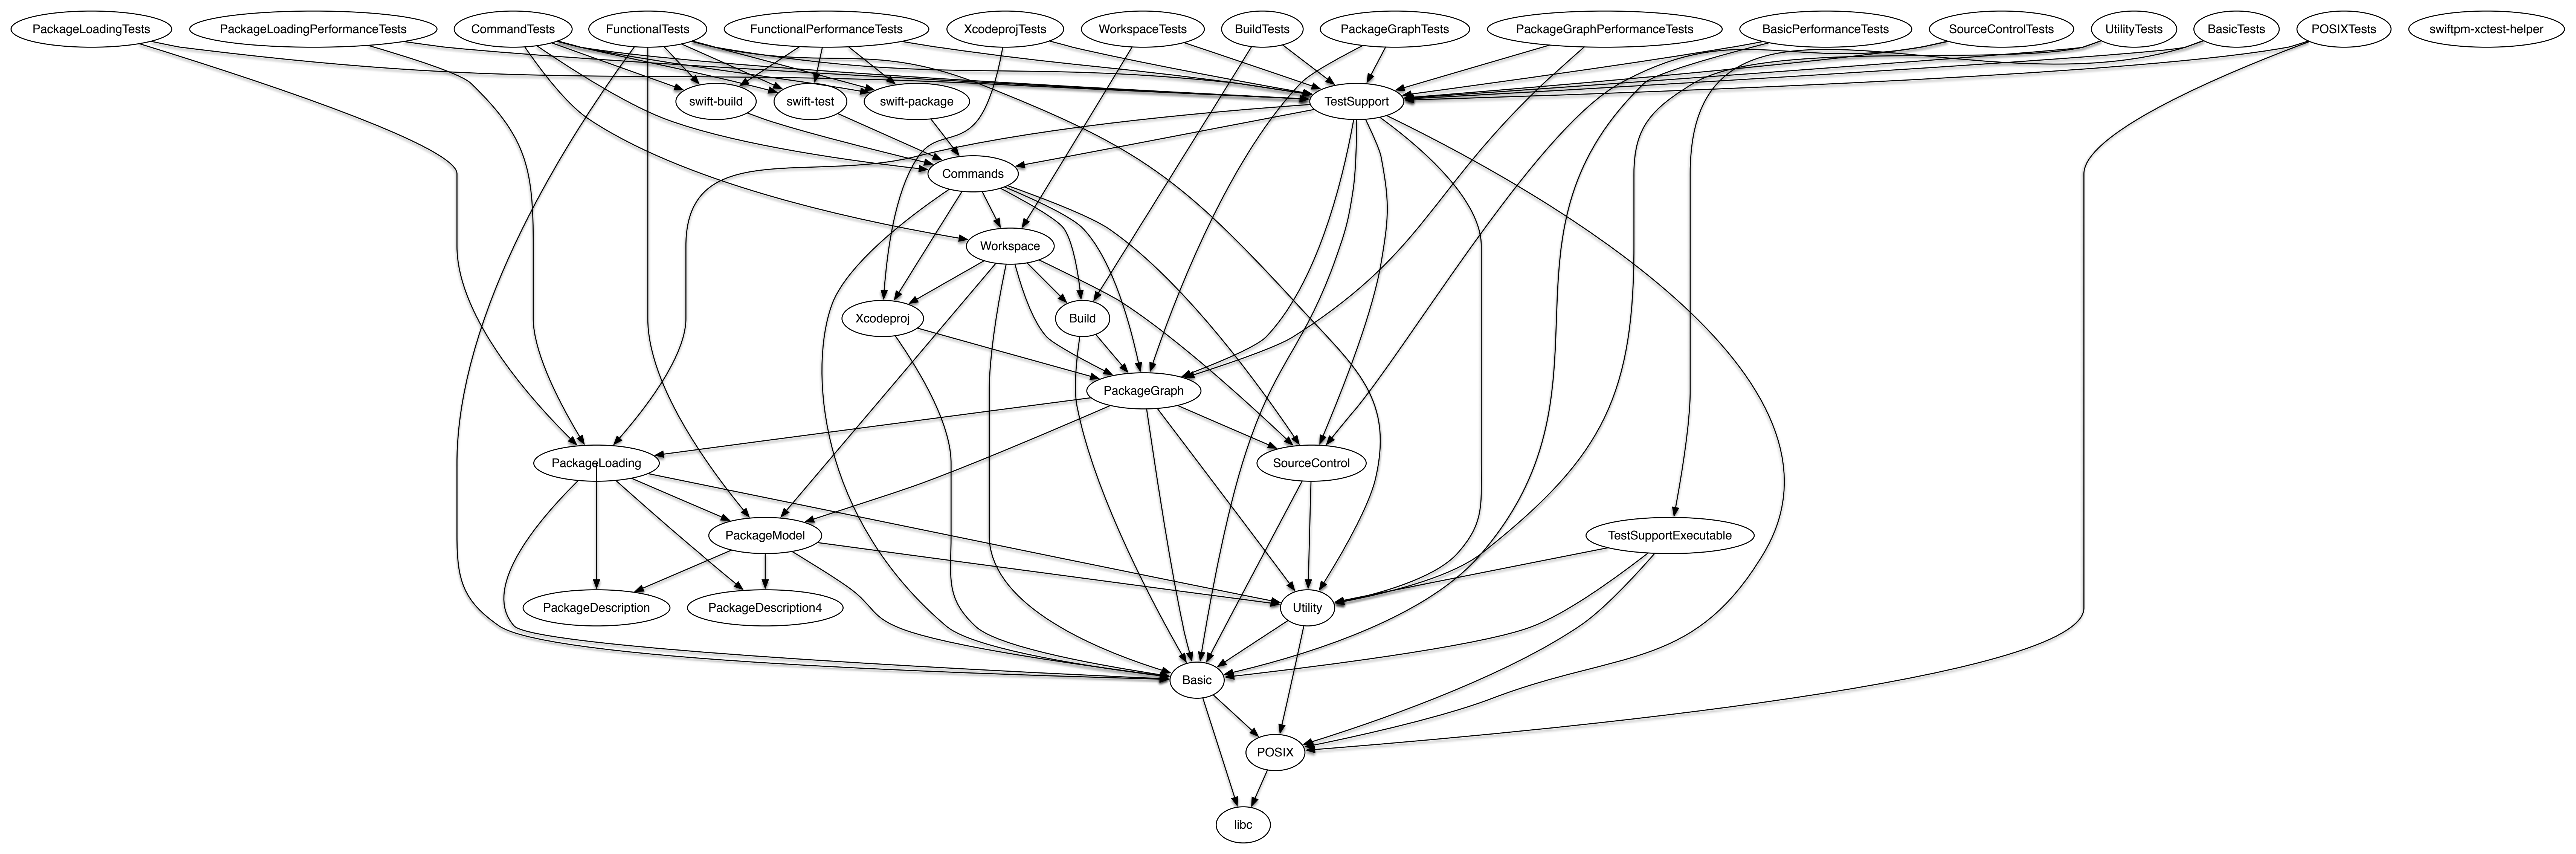 PackageLoadingTests
PackageLoadingPerformanceTests
CommandTests
FunctionalTests
FunctionalPerformanceTests
XcodeprojTests
WorkspaceTests
BuildTests
PackageGraphTests
PackageGraphPerformanceTests
BasicPerformanceTests
SourceControlTests
UtilityTests
BasicTests
POSIXTests
swiftpm-xctest-helper
swift-build
swift-test
swift-package
TestSupport
Commands
Workspace
Xcodeproj
Build
PackageGraph
PackageLoading
SourceControl
PackageModel
TestSupportExecutable
PackageDescription
PackageDescription4
Utility
Basic
POSIX
libc